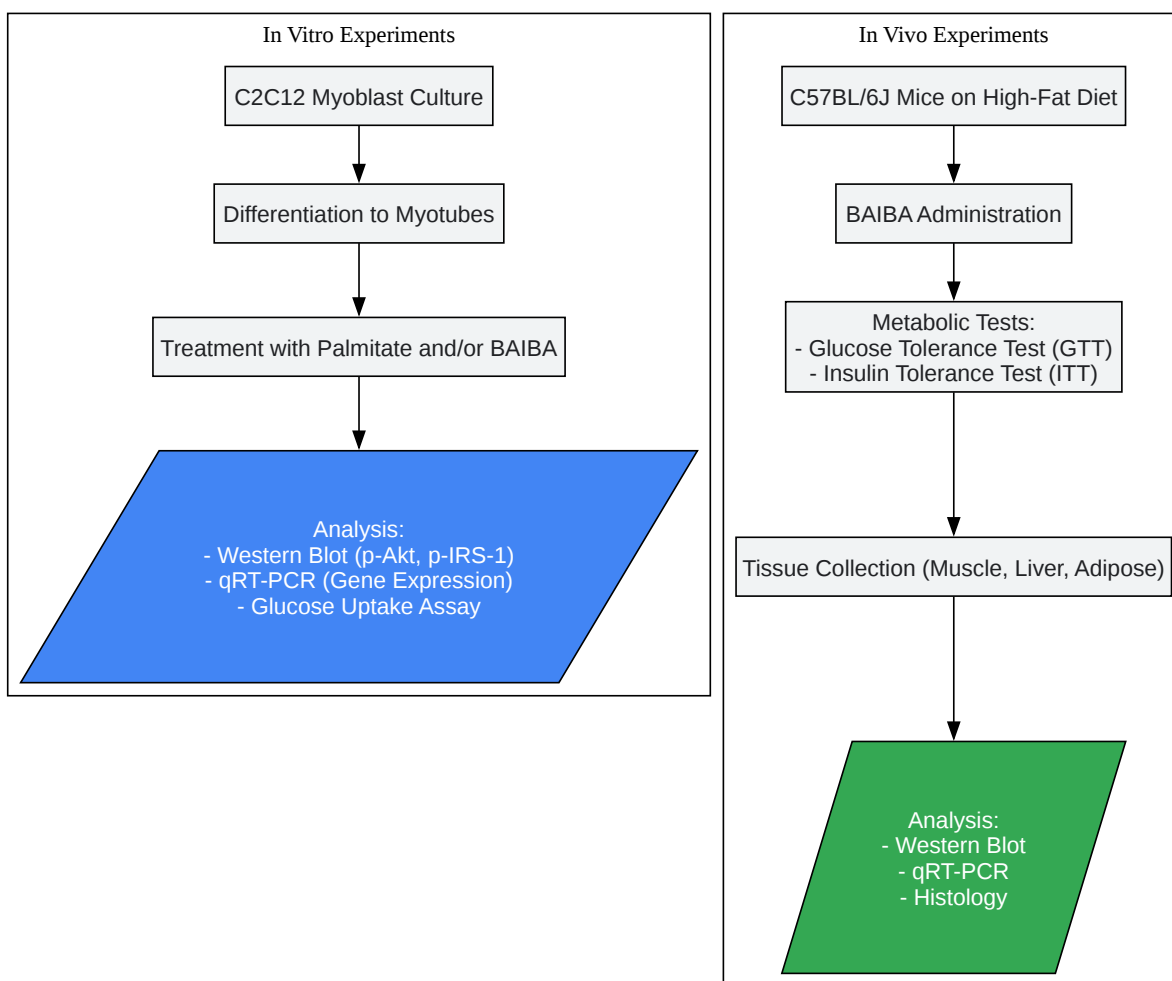 In Vitro Experiments
C2C12 Myoblast Culture
Differentiation to Myotubes
Treatment with Palmitate and/or BAIBA
Analysis:
- Western Blot (p-Akt, p-IRS-1)
- qRT-PCR (Gene Expression)
- Glucose Uptake Assay
In Vivo Experiments
C57BL/6J Mice on High-Fat Diet
BAIBA Administration
Metabolic Tests:
- Glucose Tolerance Test (GTT)
- Insulin Tolerance Test (ITT)
Tissue Collection (Muscle, Liver, Adipose)
Analysis:
- Western Blot
- qRT-PCR
- Histology